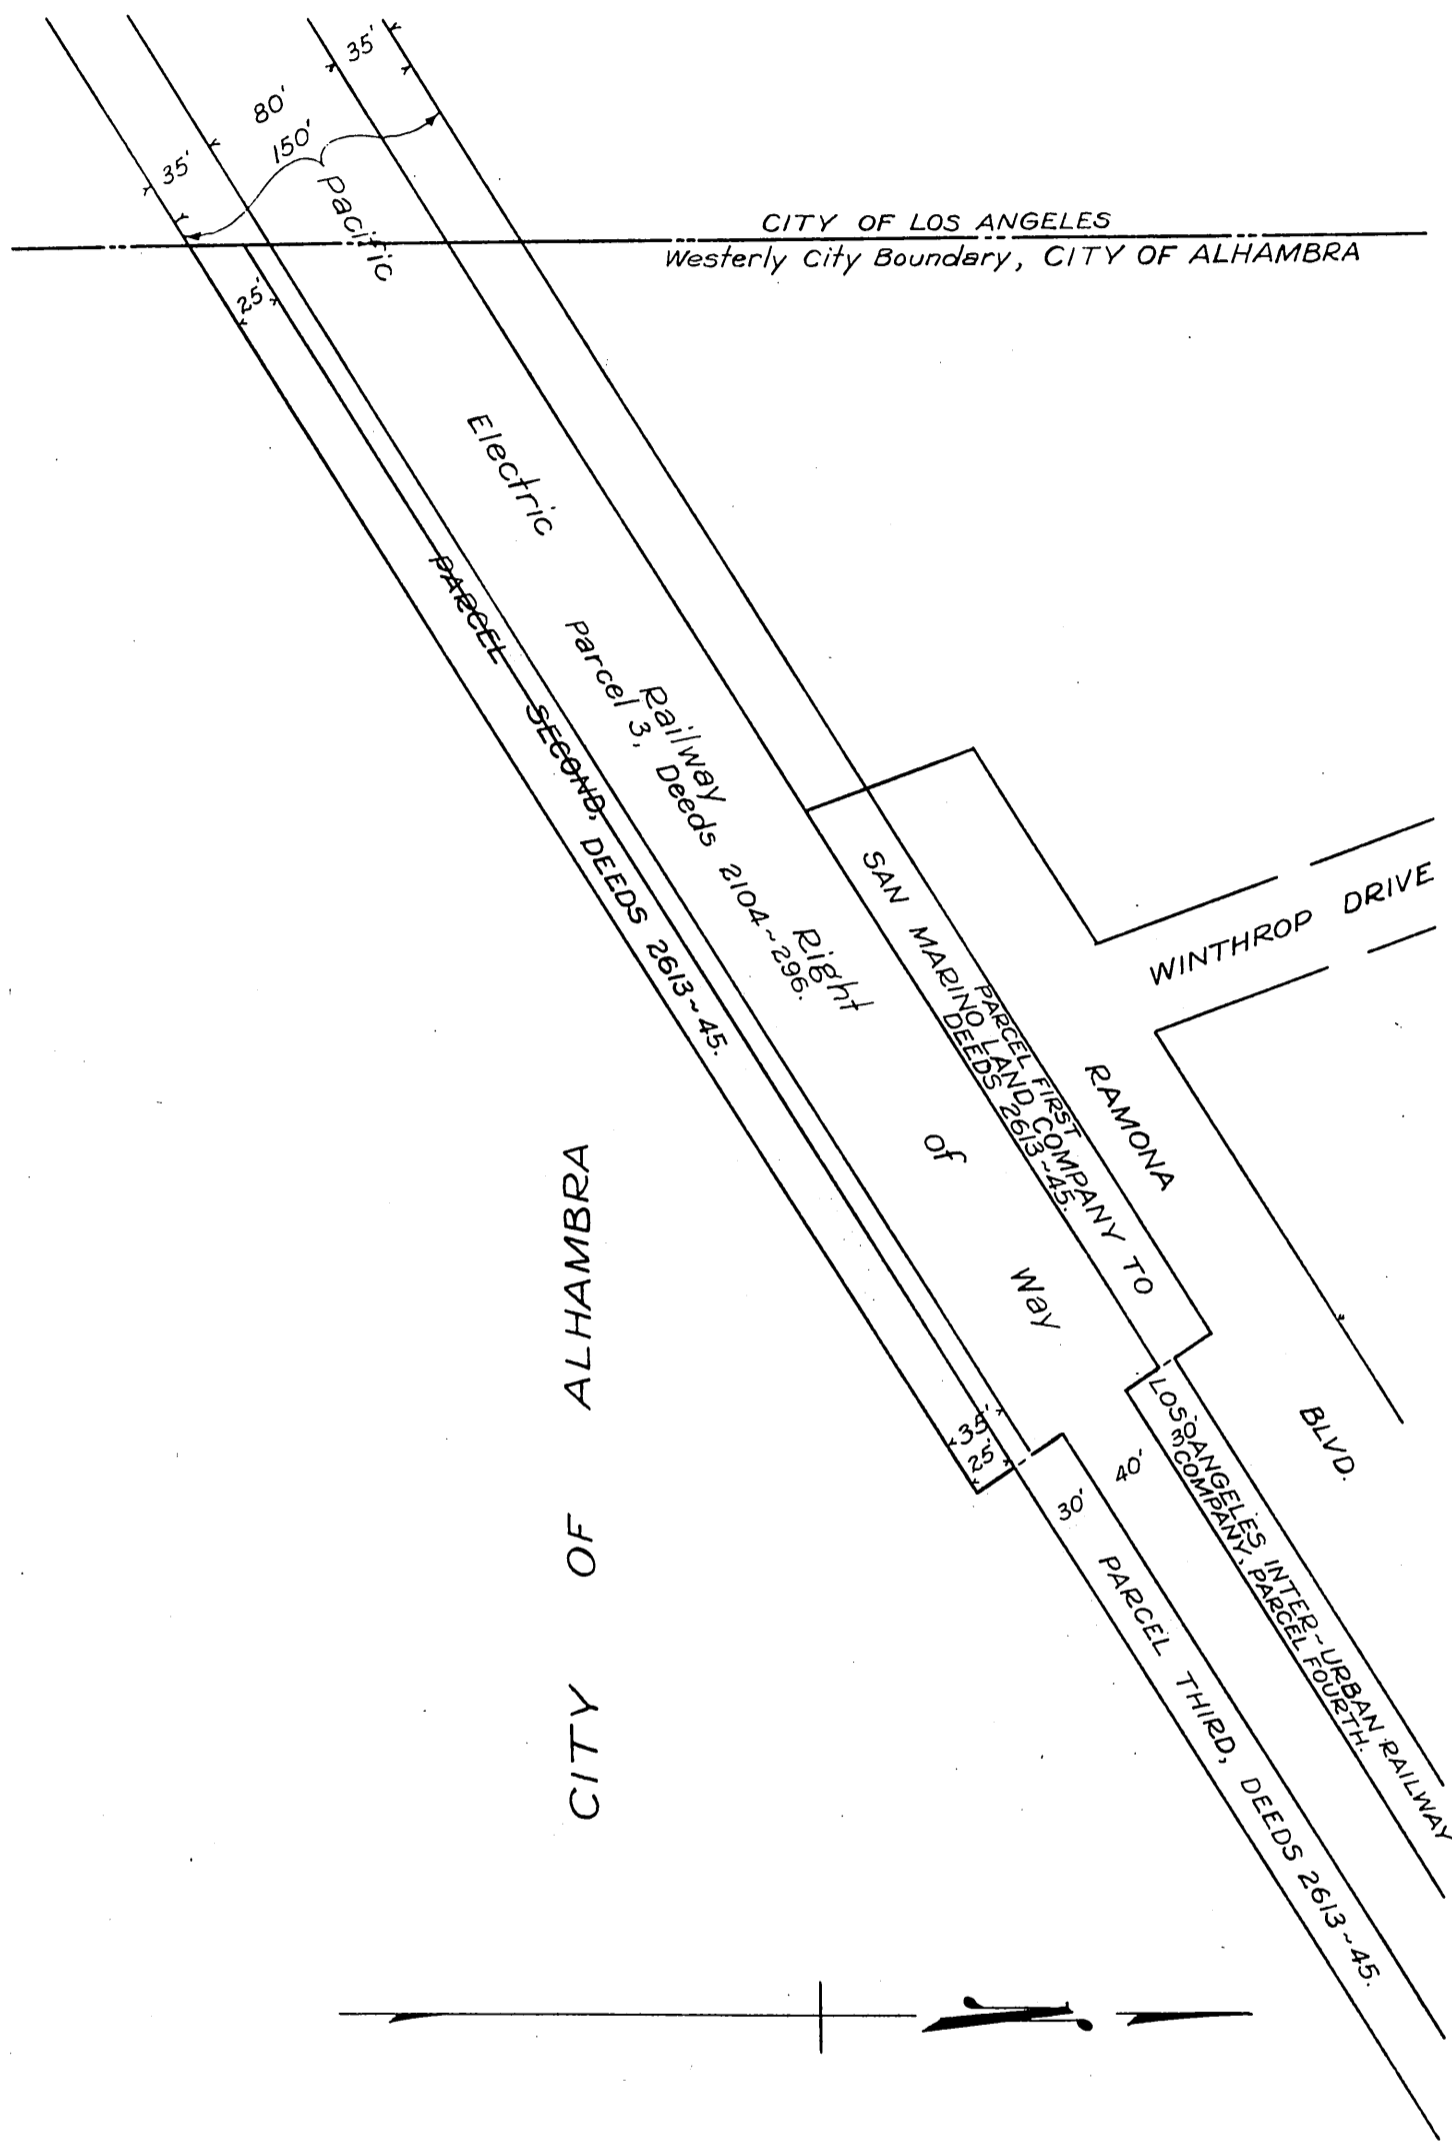 35'
80'
150'
35'
Pacific
CITY OF LOS ANGELES
Westerly City Boundary, CITY OF ALHAMBRA
25'
Electric
PARCEL SECOND, DEEDS 2613~45.
Railway
Parcel 3, Deeds 2104~296.
Right
of
Way
WINTHROP DRIVE
PARCEL FIRST
SAN MARINO LAND COMPANY TO
DEEDS 2613~45.
RAMONA
BLVD.
CITY OF ALHAMBRA
35'
25'
30'
40'
LOS ANGELES INTER~URBAN RAILWAY
COMPANY, PARCEL FOURTH.
PARCEL THIRD, DEEDS 2613~45.